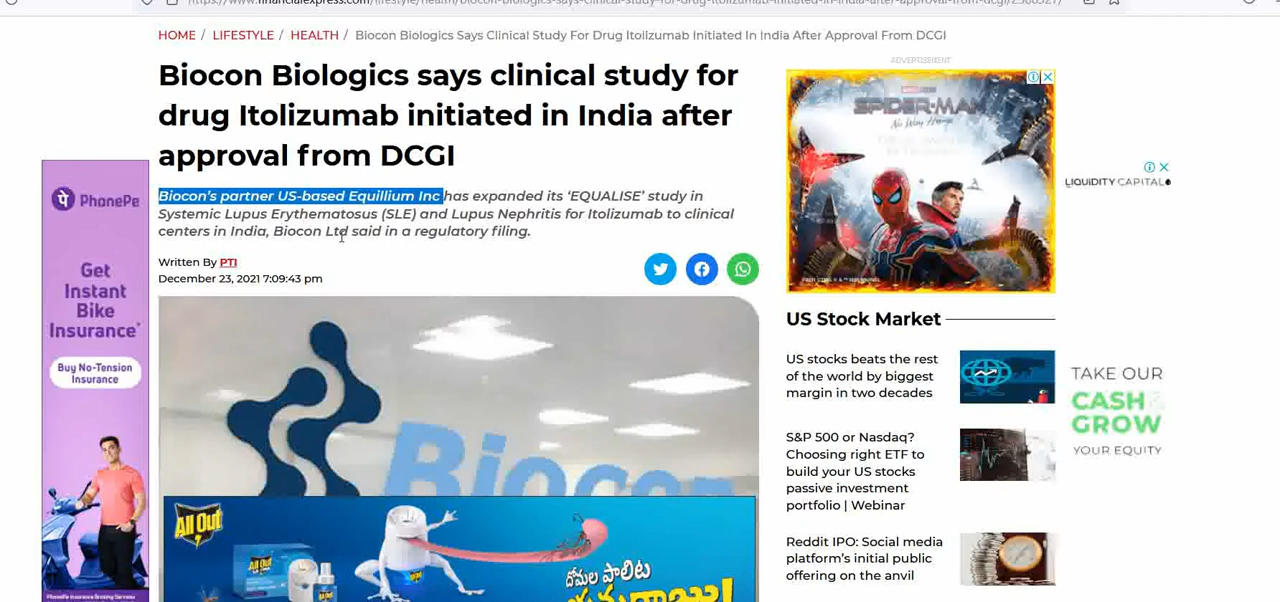 HOME / LIFESTYLE / HEALTH / Biocon Biologics Says Clinical Study For Drug Itolizumab Initiated In India After Approval From DCGI
ADVERTISEMENT
Biocon Biologics says clinical study for
drug Itolizumab initiated in India after
approval from DCGI
Biocon's partner US-based Equillium Inc has expanded its 'EQUALISE' study in
Systemic Lupus Erythematosus (SLE) and Lupus Nephritis for Itolizumab to clinical
centers in India, Biocon Ltd said in a regulatory filing.
Written By PTI
December 23, 2021 7:09:43 pm
PhonePe
Get
Instant
Bike
Insurance*
Buy No-Tension
Insurance
Biocon
All Out
దోమల పాలిట
SPIDER-MAN
No Way Home
LIQUIDITY CAPITAL
US Stock Market
US stocks beats the rest
of the world by biggest
margin in two decades
S&P 500 or Nasdaq?
Choosing right ETF to
build your US stocks
passive investment
portfolio | Webinar
Reddit IPO: Social media
platform's initial public
offering on the anvil
TAKE OUR
CASH &
GROW
YOUR EQUITY